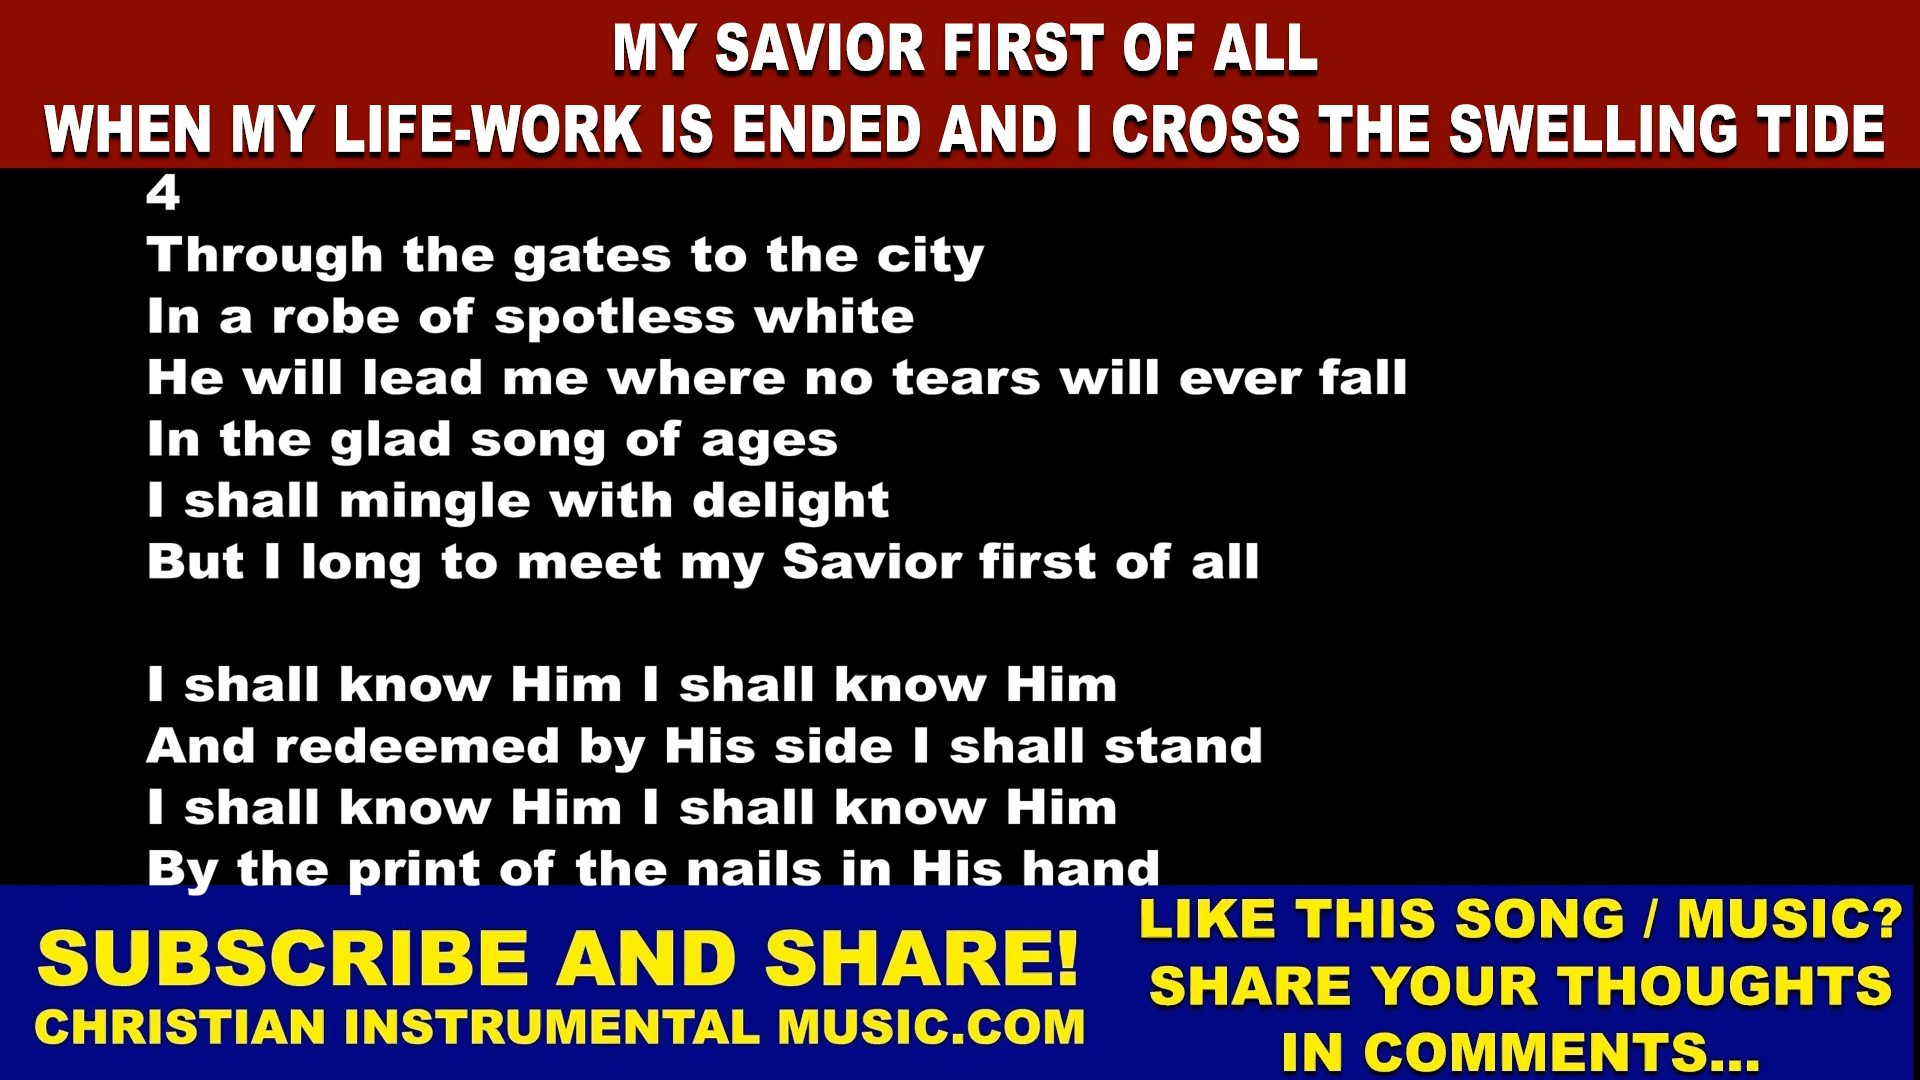 MY SAVIOR FIRST OF ALL
WHEN MY LIFE-WORK IS ENDED AND I CROSS THE SWELLING TIDE
4
Through the gates to the city
In a robe of spotless white
He will lead me where no tears will ever fall
In the glad song of ages
I shall mingle with delight
But I long to meet my Savior first of all
I shall know Him I shall know Him
And redeemed by His side I shall stand
I shall know Him I shall know Him
By the print of the nails in His hand
SUBSCRIBE AND SHARE!
CHRISTIAN INSTRUMENTAL MUSIC.COM
LIKE THIS SONG / MUSIC?
SHARE YOUR THOUGHTS
IN COMMENTS...